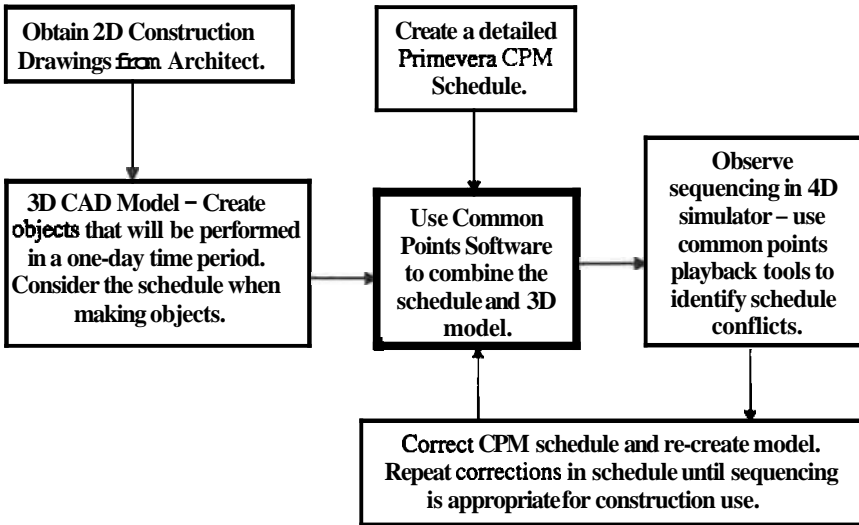 Obtain 2D Construction
Drawings from Architect.
Create a detailed
Primevera CPM
Schedule.
3D CAD Model – Create
objects that will be performed
in a one-day time period.
Consider the schedule when
making objects.
Use Common
Points Software
to combine the
schedule and 3D
model.
Observe
sequencing in 4D
simulator – use
common points
playback tools to
identify schedule
conflicts.
Correct CPM schedule and re-create model.
Repeat corrections in schedule until sequencing
is appropriate for construction use.